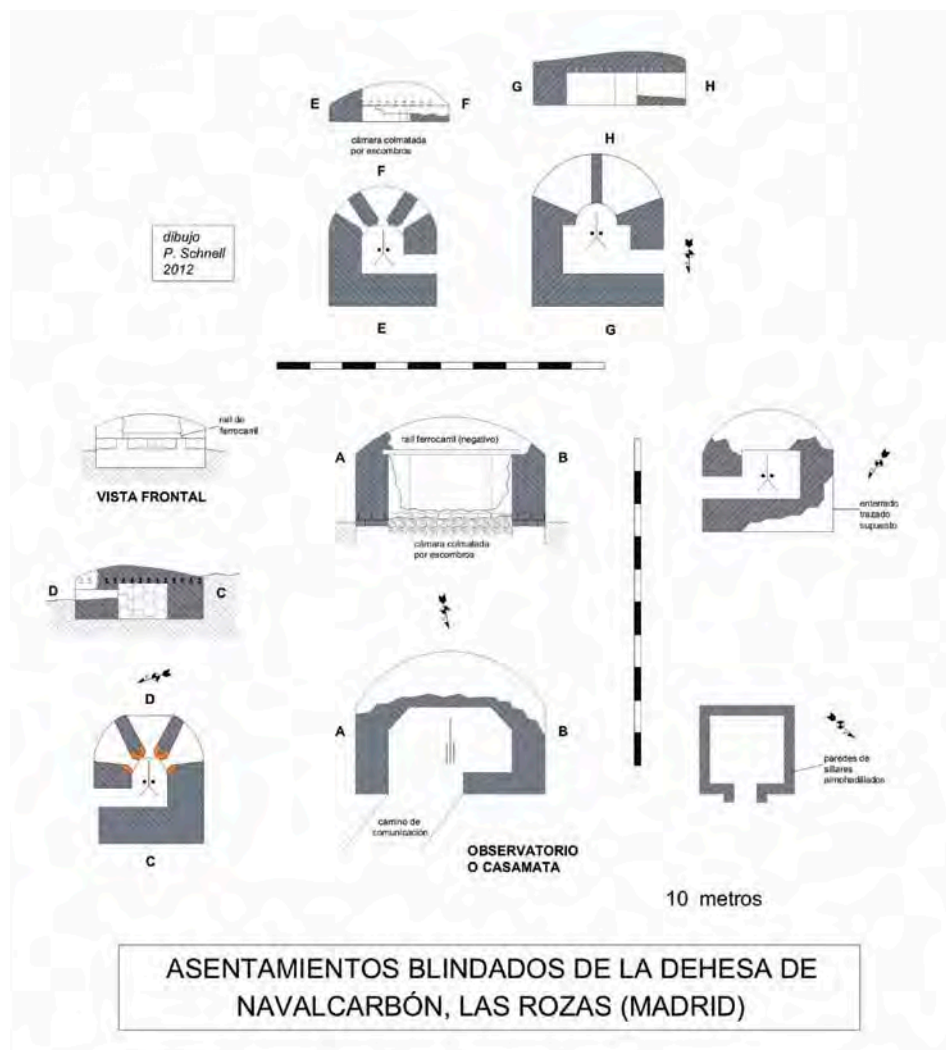 E
F
G
H
cámara colmatada
por escombros
F
H
dibujo
P. Schnell
2012
E
G
rail de
ferrocarril
VISTA FRONTAL
A
rail ferrocarril (negativo)
B
cámara colmatada
por escombros
enterrado
trazado
supuesto
D
C
D
A
B
camino de
comunicación
paredes de
sillares
almohadillados
C
OBSERVATORIO
O CASAMATA
10 metros
ASENTAMIENTOS BLINDADOS DE LA DEHESA DE
NAVALCARBÓN, LAS ROZAS (MADRID)